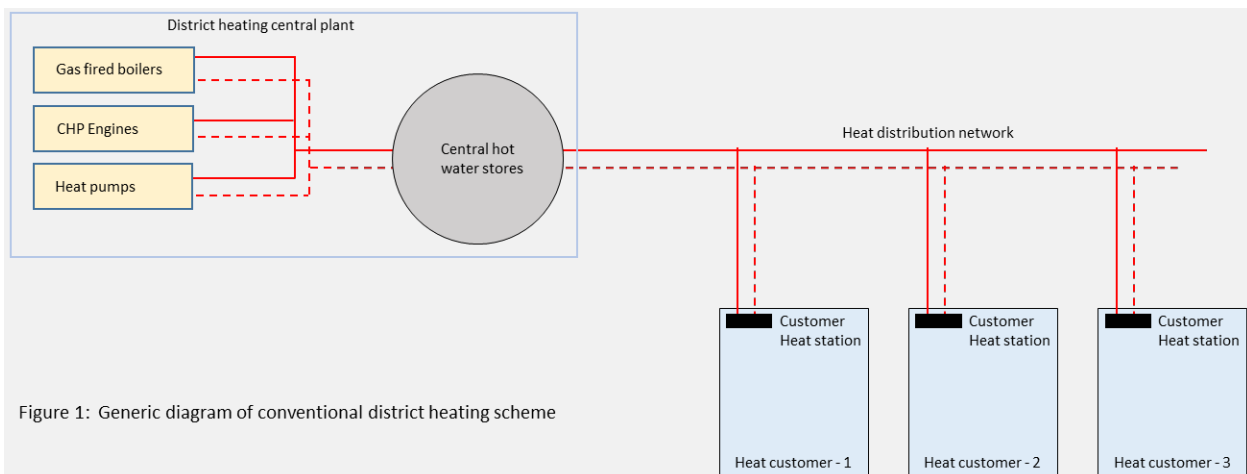 District heating central plant
Gas fired boilers
CHP Engines
Heat pumps
Central hot
water stores
Heat distribution network
Customer
Heat station
Customer
Heat station
Customer
Heat station
Figure 1: Generic diagram of conventional district heating scheme
Heat customer - 1
Heat customer - 2
Heat customer - 3